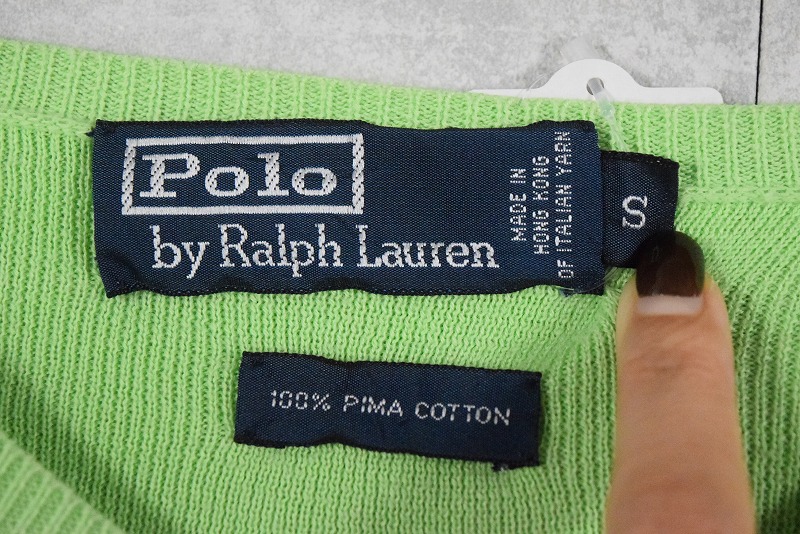 Polo
by Ralph Lauren
MADE IN
HONG KONG
OF ITALIAN YARN
S
100% PIMA COTTON